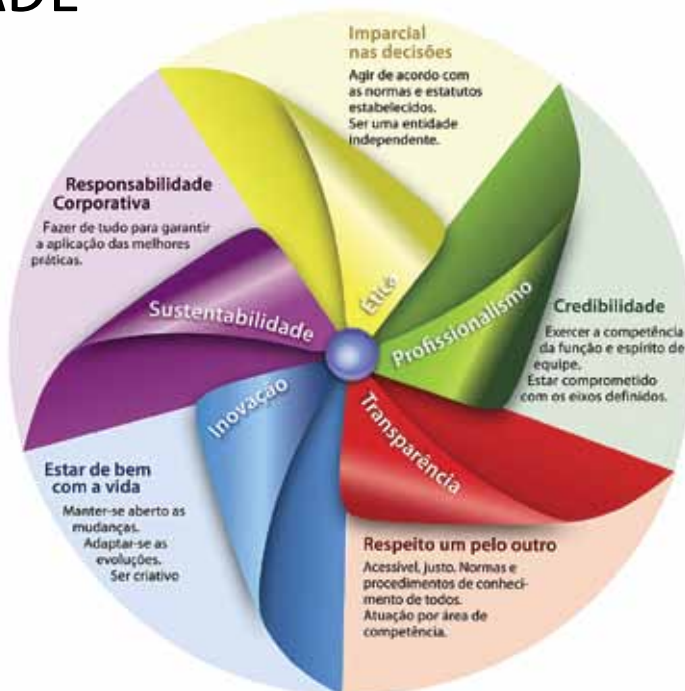 ADE
Imparcial
nas decisões
Agir de acordo com
as normas e estatutos
estabelecidos.
Ser uma entidade
independente.
Ética
Profissionalismo
Credibilidade
Exercer a competência
da função e espírito de
equipe.
Estar comprometido
com os eixos definidos.
Transparência
Respeito um pelo outro
Acessível, justo. Normas e
procedimentos de conheci-
mento de todos.
Atuação por área de
competência.
Inovação
Estar de bem
com a vida
Manter-se aberto as
mudanças.
Adaptar-se as
evoluções.
Ser criativo
Sustentabilidade
Responsabilidade
Corporativa
Fazer de tudo para garantir
a aplicação das melhores
práticas.